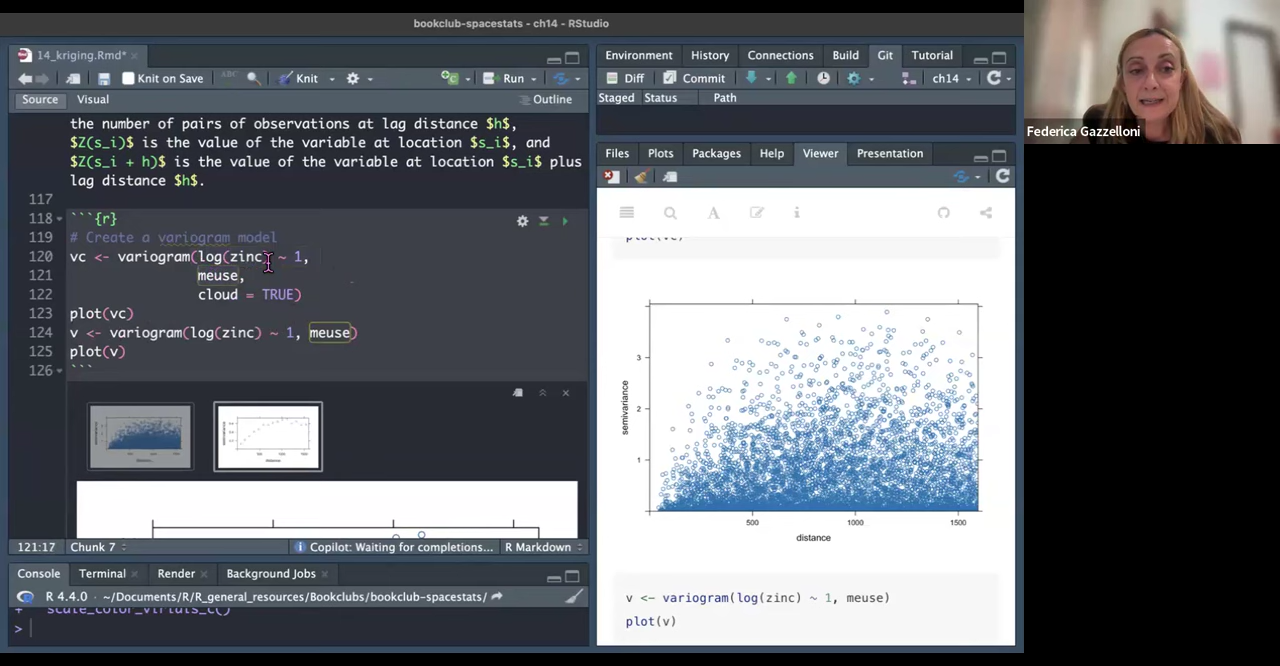 bookclub-spacestats - ch14 - RStudio
14_kriging.Rmd*
Knit on Save
ABC
Knit
Run
Source
Visual
Outline
the number of pairs of observations at lag distance $h$,
$Z(s_i)$ is the value of the variable at location $s_i$, and
$Z(s_i + h)$ is the value of the variable at location $s_i$ plus
lag distance $h$.
117
118 ```{r}
119 # Create a variogram model
120 vc <- variogram(log(zinc) ~ 1,
121 meuse,
122 cloud = TRUE)
123 plot(vc)
124 v <- variogram(log(zinc) ~ 1, meuse)
125 plot(v)
126 ```
121:17
Chunk 7
Copilot: Waiting for completions...
R Markdown
Console
Terminal
Render
Background Jobs
R 4.4.0 · ~/Documents/R/R_general_resources/Bookclubs/bookclub-spacestats/
+ scale_color_viridis_c()
>
Environment
History
Connections
Build
Git
Tutorial
Diff
Commit
ch14
Staged
Status
Path
Files
Plots
Packages
Help
Viewer
Presentation
A
i
plot(vc)
semivariance
3
2
1
500
1000
1500
distance
v <- variogram(log(zinc) ~ 1, meuse)
plot(v)
Federica Gazzelloni